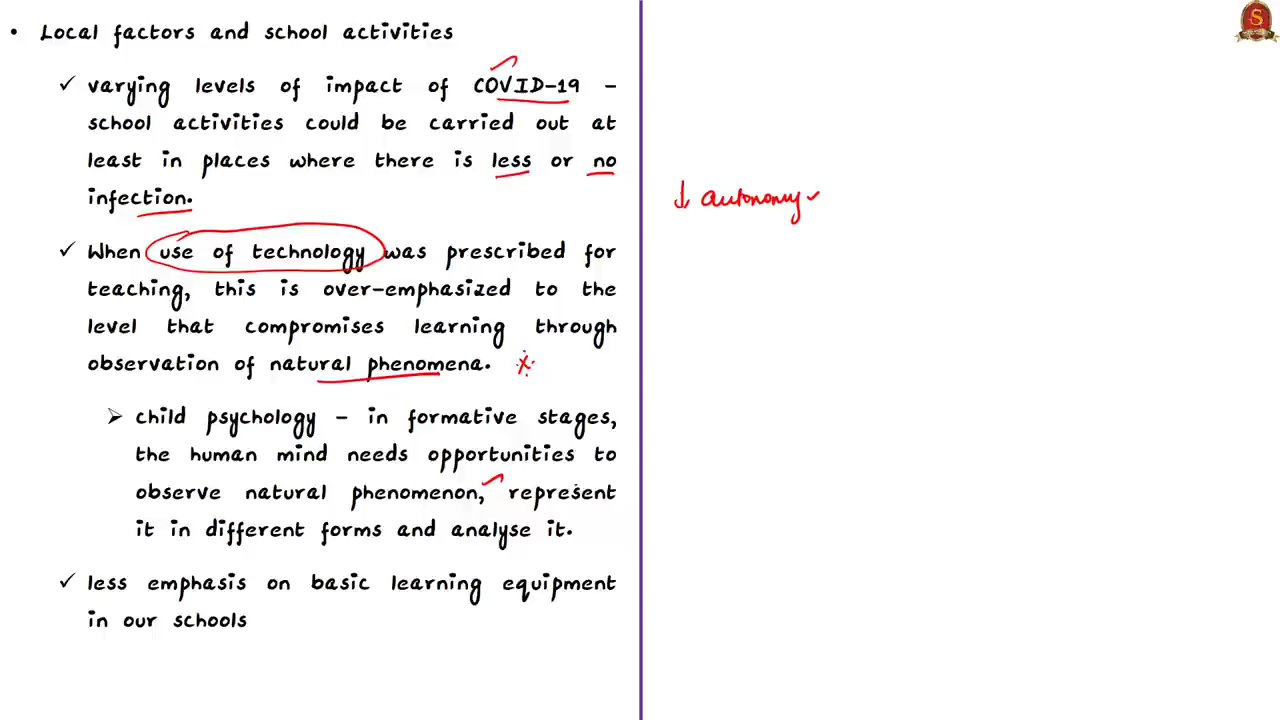 • Local factors and school activities
✓ varying levels of impact of COVID-19 –
school activities could be carried out at
least in places where there is less or no
infection.
✓ When use of technology was prescribed for
teaching, this is over-emphasized to the
level that compromises learning through
observation of natural phenomena.
➢ child psychology – in formative stages,
the human mind needs opportunities to
observe natural phenomenon, represent
it in different forms and analyse it.
✓ less emphasis on basic learning equipment
in our schools
↓ autonomy ✓
S